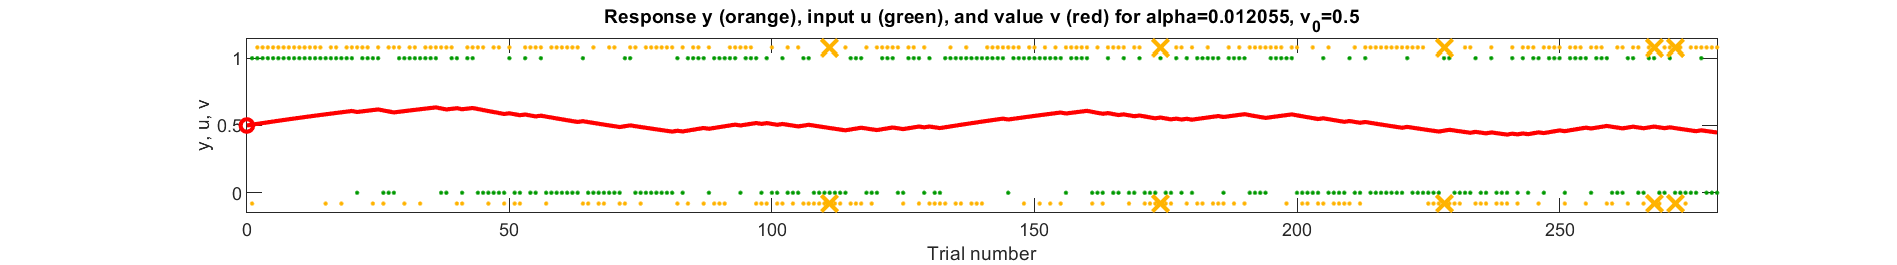 Response y (orange), input u (green), and value v (red) for alpha=0.012055, v0=0.5
y, u, v
1
0.5
0
0 50 100 150 200 250
Trial number